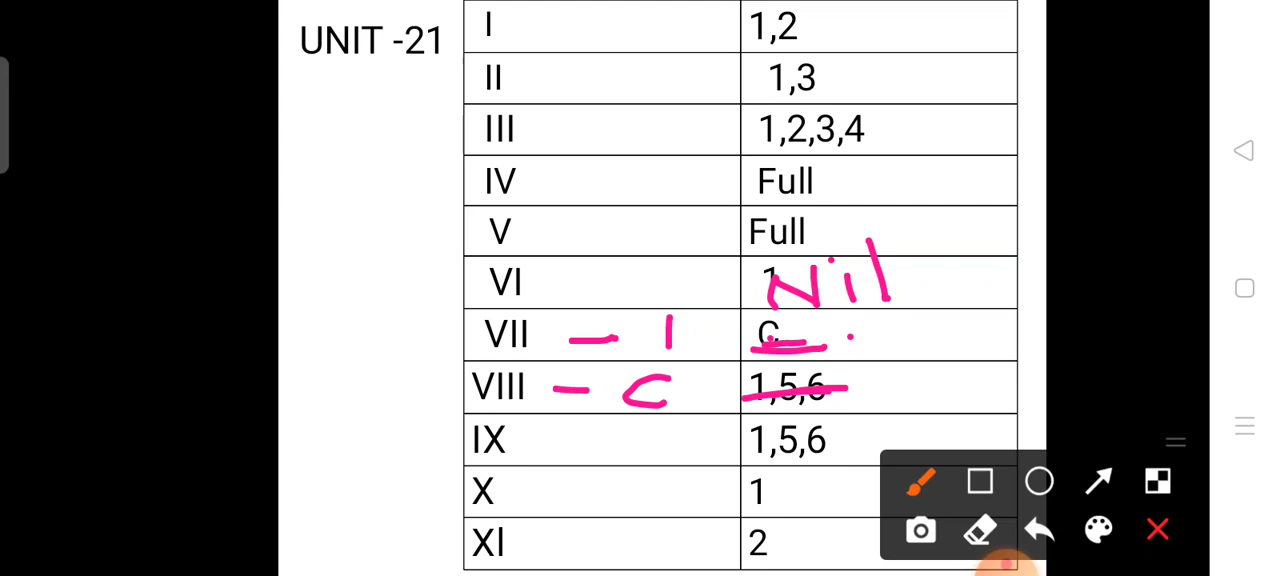 UNIT -21
I 1,2
II 1,3
III 1,2,3,4
IV Full
V Full
VI 1 Nil
VII - 1 C
VIII - C 1,5,6
IX 1,5,6
X 1
XI 2